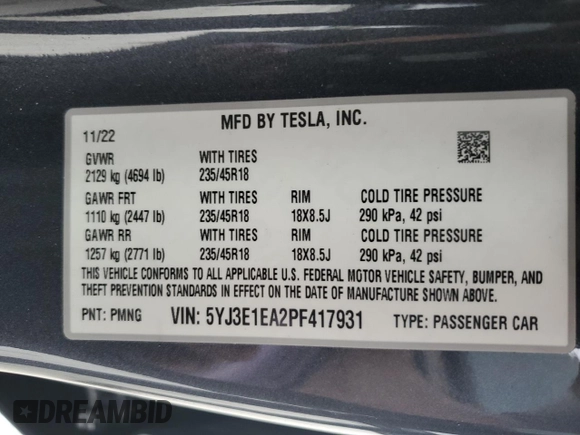 MFD BY TESLA, INC.
11/22
GVWR WITH TIRES
2129 kg (4694 lb) 235/45R18
GAWR FRT WITH TIRES RIM COLD TIRE PRESSURE
1110 kg (2447 lb) 235/45R18 18X8.5J 290 kPa, 42 psi
GAWR RR WITH TIRES RIM COLD TIRE PRESSURE
1257 kg (2771 lb) 235/45R18 18X8.5J 290 kPa, 42 psi
THIS VEHICLE CONFORMS TO ALL APPLICABLE U.S. FEDERAL MOTOR VEHICLE SAFETY, BUMPER, AND
THEFT PREVENTION STANDARDS IN EFFECT ON THE DATE OF MANUFACTURE SHOWN ABOVE.
PNT: PMNG VIN: 5YJ3E1EA2PF417931 TYPE: PASSENGER CAR
DREAMBID